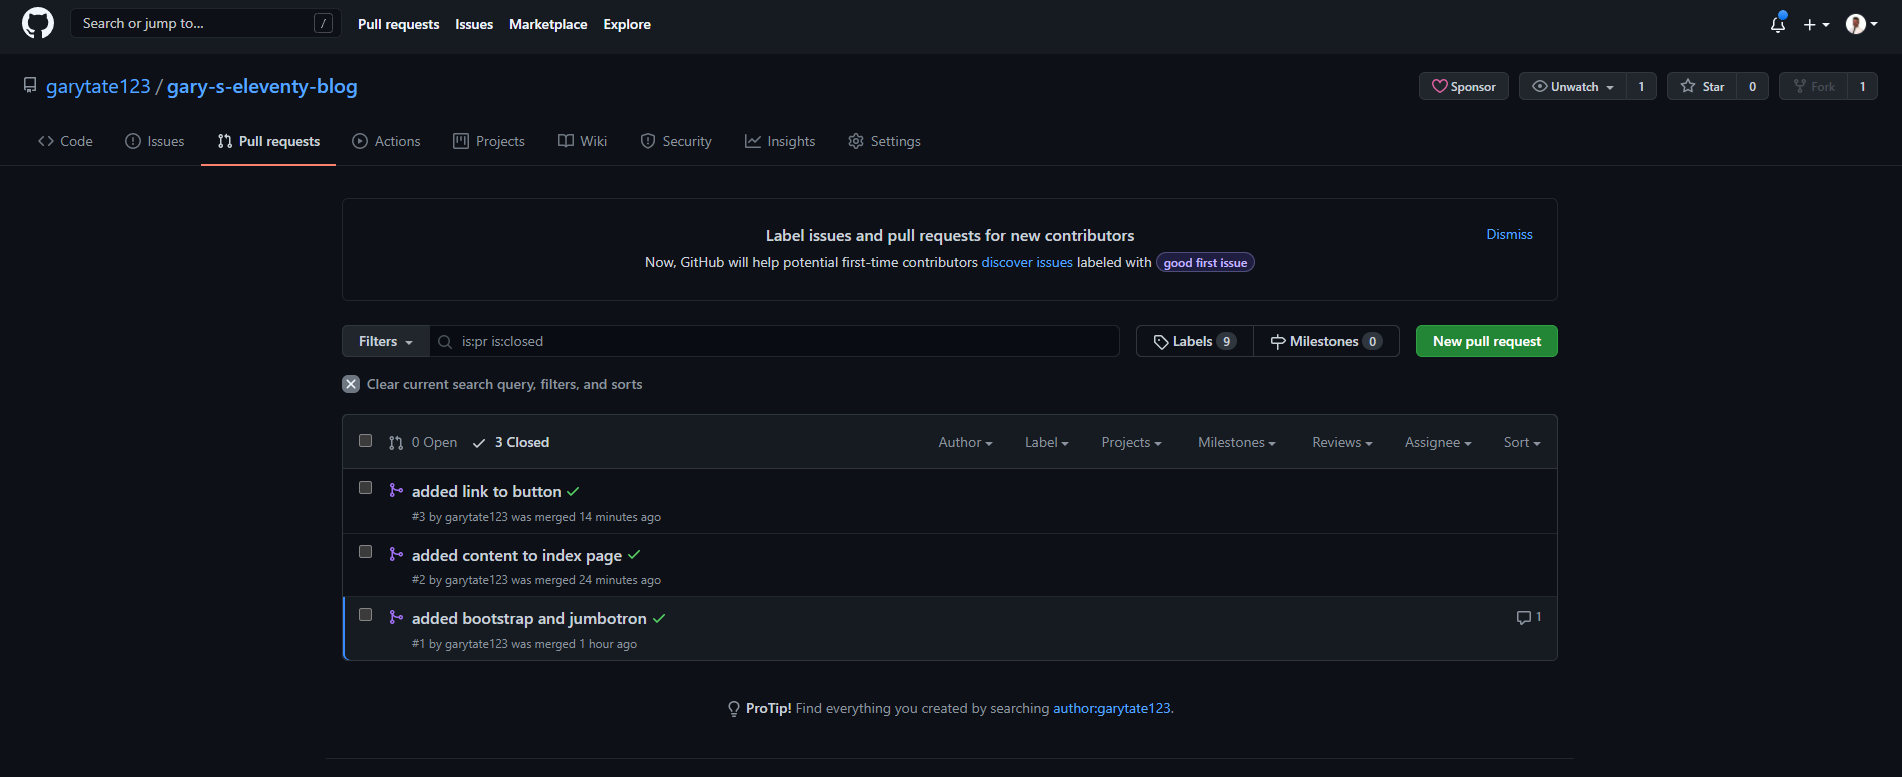 Search or jump to... / Pull requests Issues Marketplace Explore
garytate123 / gary-s-eleventy-blog Sponsor Unwatch 1 Star 0 Fork 1
Code Issues Pull requests Actions Projects Wiki Security Insights Settings
Label issues and pull requests for new contributors Dismiss
Now, GitHub will help potential first-time contributors discover issues labeled with good first issue
Filters is:pr is:closed Labels 9 Milestones 0 New pull request
Clear current search query, filters, and sorts
0 Open 3 Closed Author Label Projects Milestones Reviews Assignee Sort
added link to button
#3 by garytate123 was merged 14 minutes ago
added content to index page
#2 by garytate123 was merged 24 minutes ago
added bootstrap and jumbotron 1
#1 by garytate123 was merged 1 hour ago
ProTip! Find everything you created by searching author:garytate123.